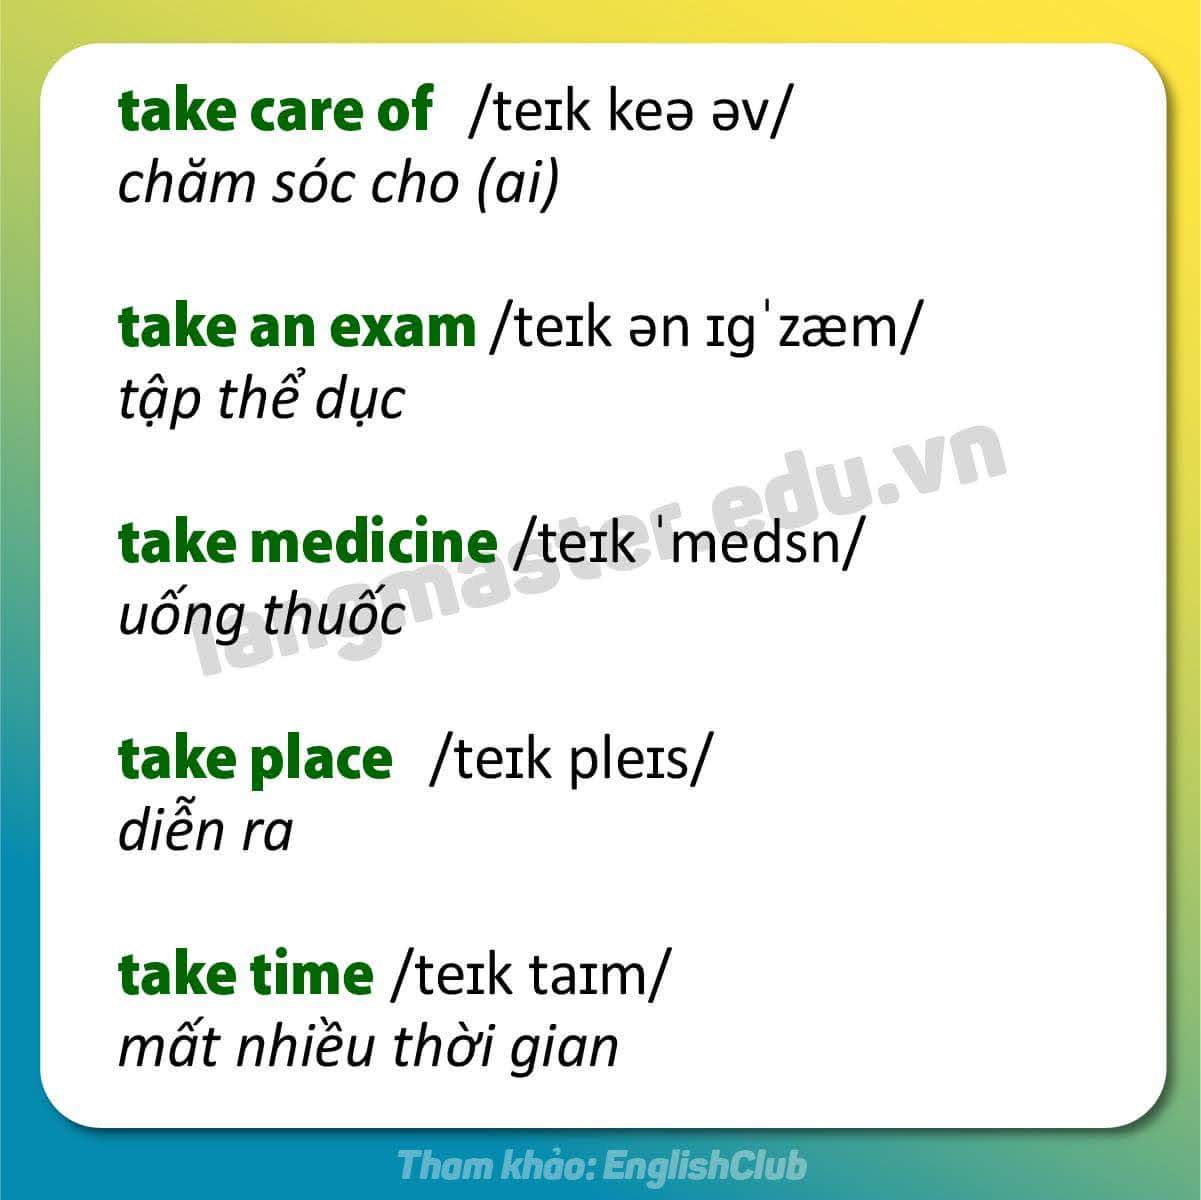 take care of /teɪk keə əv/
chăm sóc cho (ai)
take an exam /teɪk ən ɪgˈzæm/
tập thể dục
take medicine /teɪk ˈmedsn/
uống thuốc
langmaster.edu.vn
take place /teɪk pleɪs/
diễn ra
take time /teɪk taɪm/
mất nhiều thời gian
Tham khảo: EnglishClub